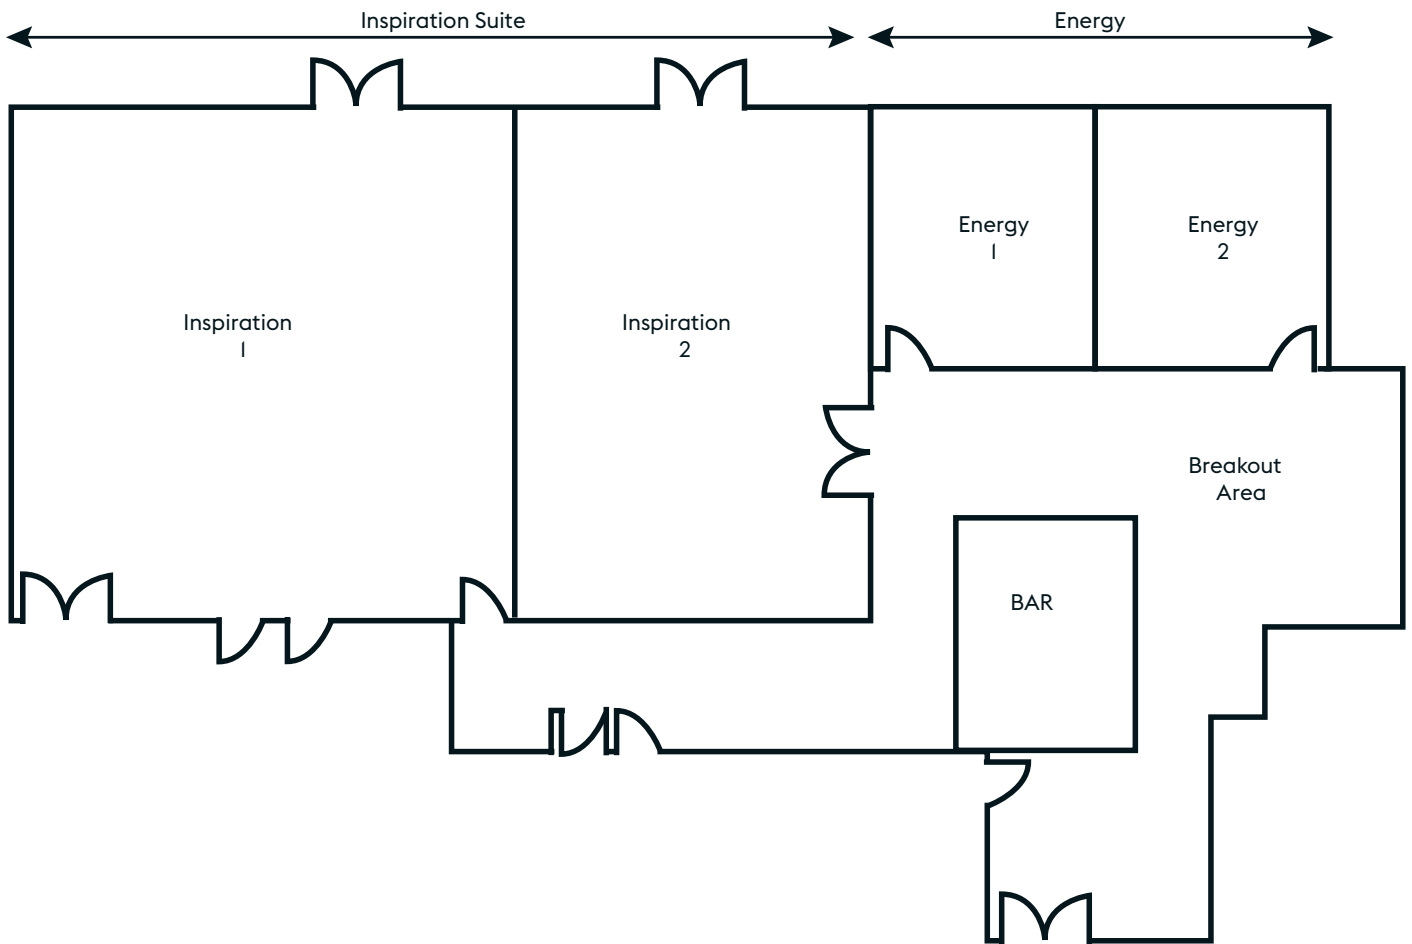 Inspiration Suite
Energy
Energy
1
Energy
2
Inspiration
1
Inspiration
2
Breakout
Area
BAR